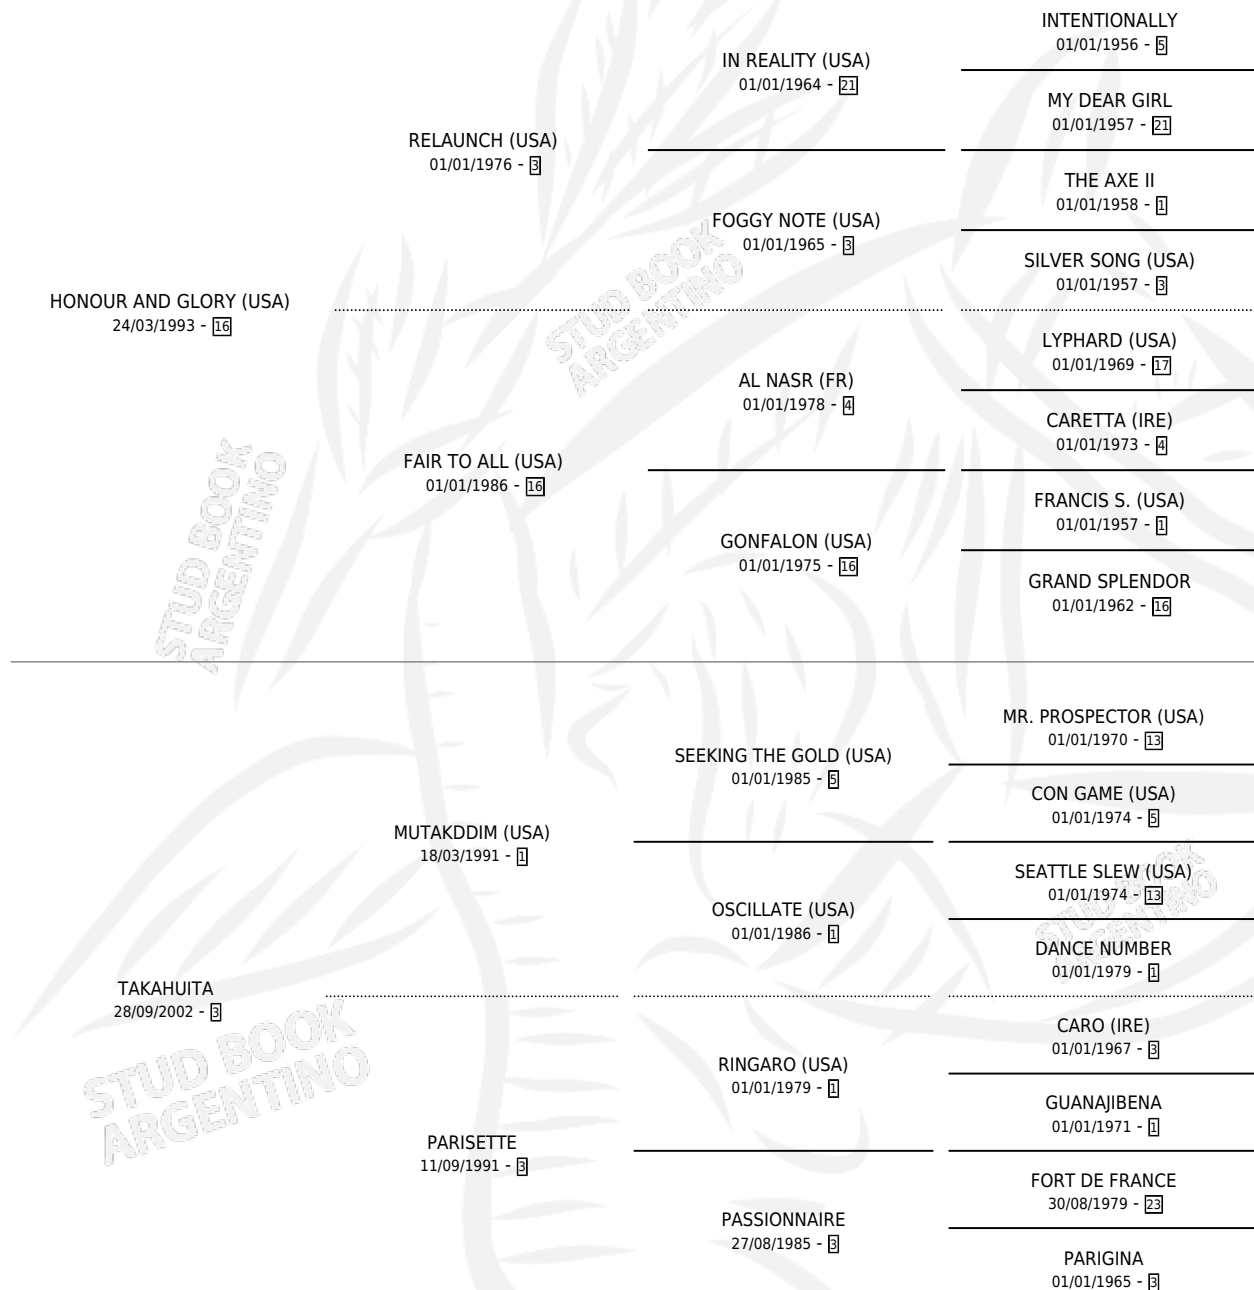 INTENTIONALLY
01/01/1956 - 5
IN REALITY (USA)
01/01/1964 - 21
MY DEAR GIRL
01/01/1957 - 21
RELAUNCH (USA)
01/01/1976 - 3
THE AXE II
01/01/1958 - 1
FOGGY NOTE (USA)
01/01/1965 - 3
SILVER SONG (USA)
01/01/1957 - 3
HONOUR AND GLORY (USA)
24/03/1993 - 16
LYPHARD (USA)
01/01/1969 - 17
AL NASR (FR)
01/01/1978 - 4
CARETTA (IRE)
01/01/1973 - 4
FAIR TO ALL (USA)
01/01/1986 - 16
FRANCIS S. (USA)
01/01/1957 - 1
GONFALON (USA)
01/01/1975 - 16
GRAND SPLENDOR
01/01/1962 - 16
MR. PROSPECTOR (USA)
01/01/1970 - 13
SEEKING THE GOLD (USA)
01/01/1985 - 5
CON GAME (USA)
01/01/1974 - 5
MUTAKDDIM (USA)
18/03/1991 - 1
SEATTLE SLEW (USA)
01/01/1974 - 13
OSCILLATE (USA)
01/01/1986 - 1
DANCE NUMBER
01/01/1979 - 1
TAKAHUITA
28/09/2002 - 3
CARO (IRE)
01/01/1967 - 3
RINGARO (USA)
01/01/1979 - 1
GUANAJIBENA
01/01/1971 - 1
PARISETTE
11/09/1991 - 3
FORT DE FRANCE
30/08/1979 - 23
PASSIONNAIRE
27/08/1985 - 3
PARIGINA
01/01/1965 - 3
STUD BOOK
ARGENTINO
STUD BOOK
ARGENTINO
STUD BOOK
ARGENTINO
STUD BOOK
ARGENTINO